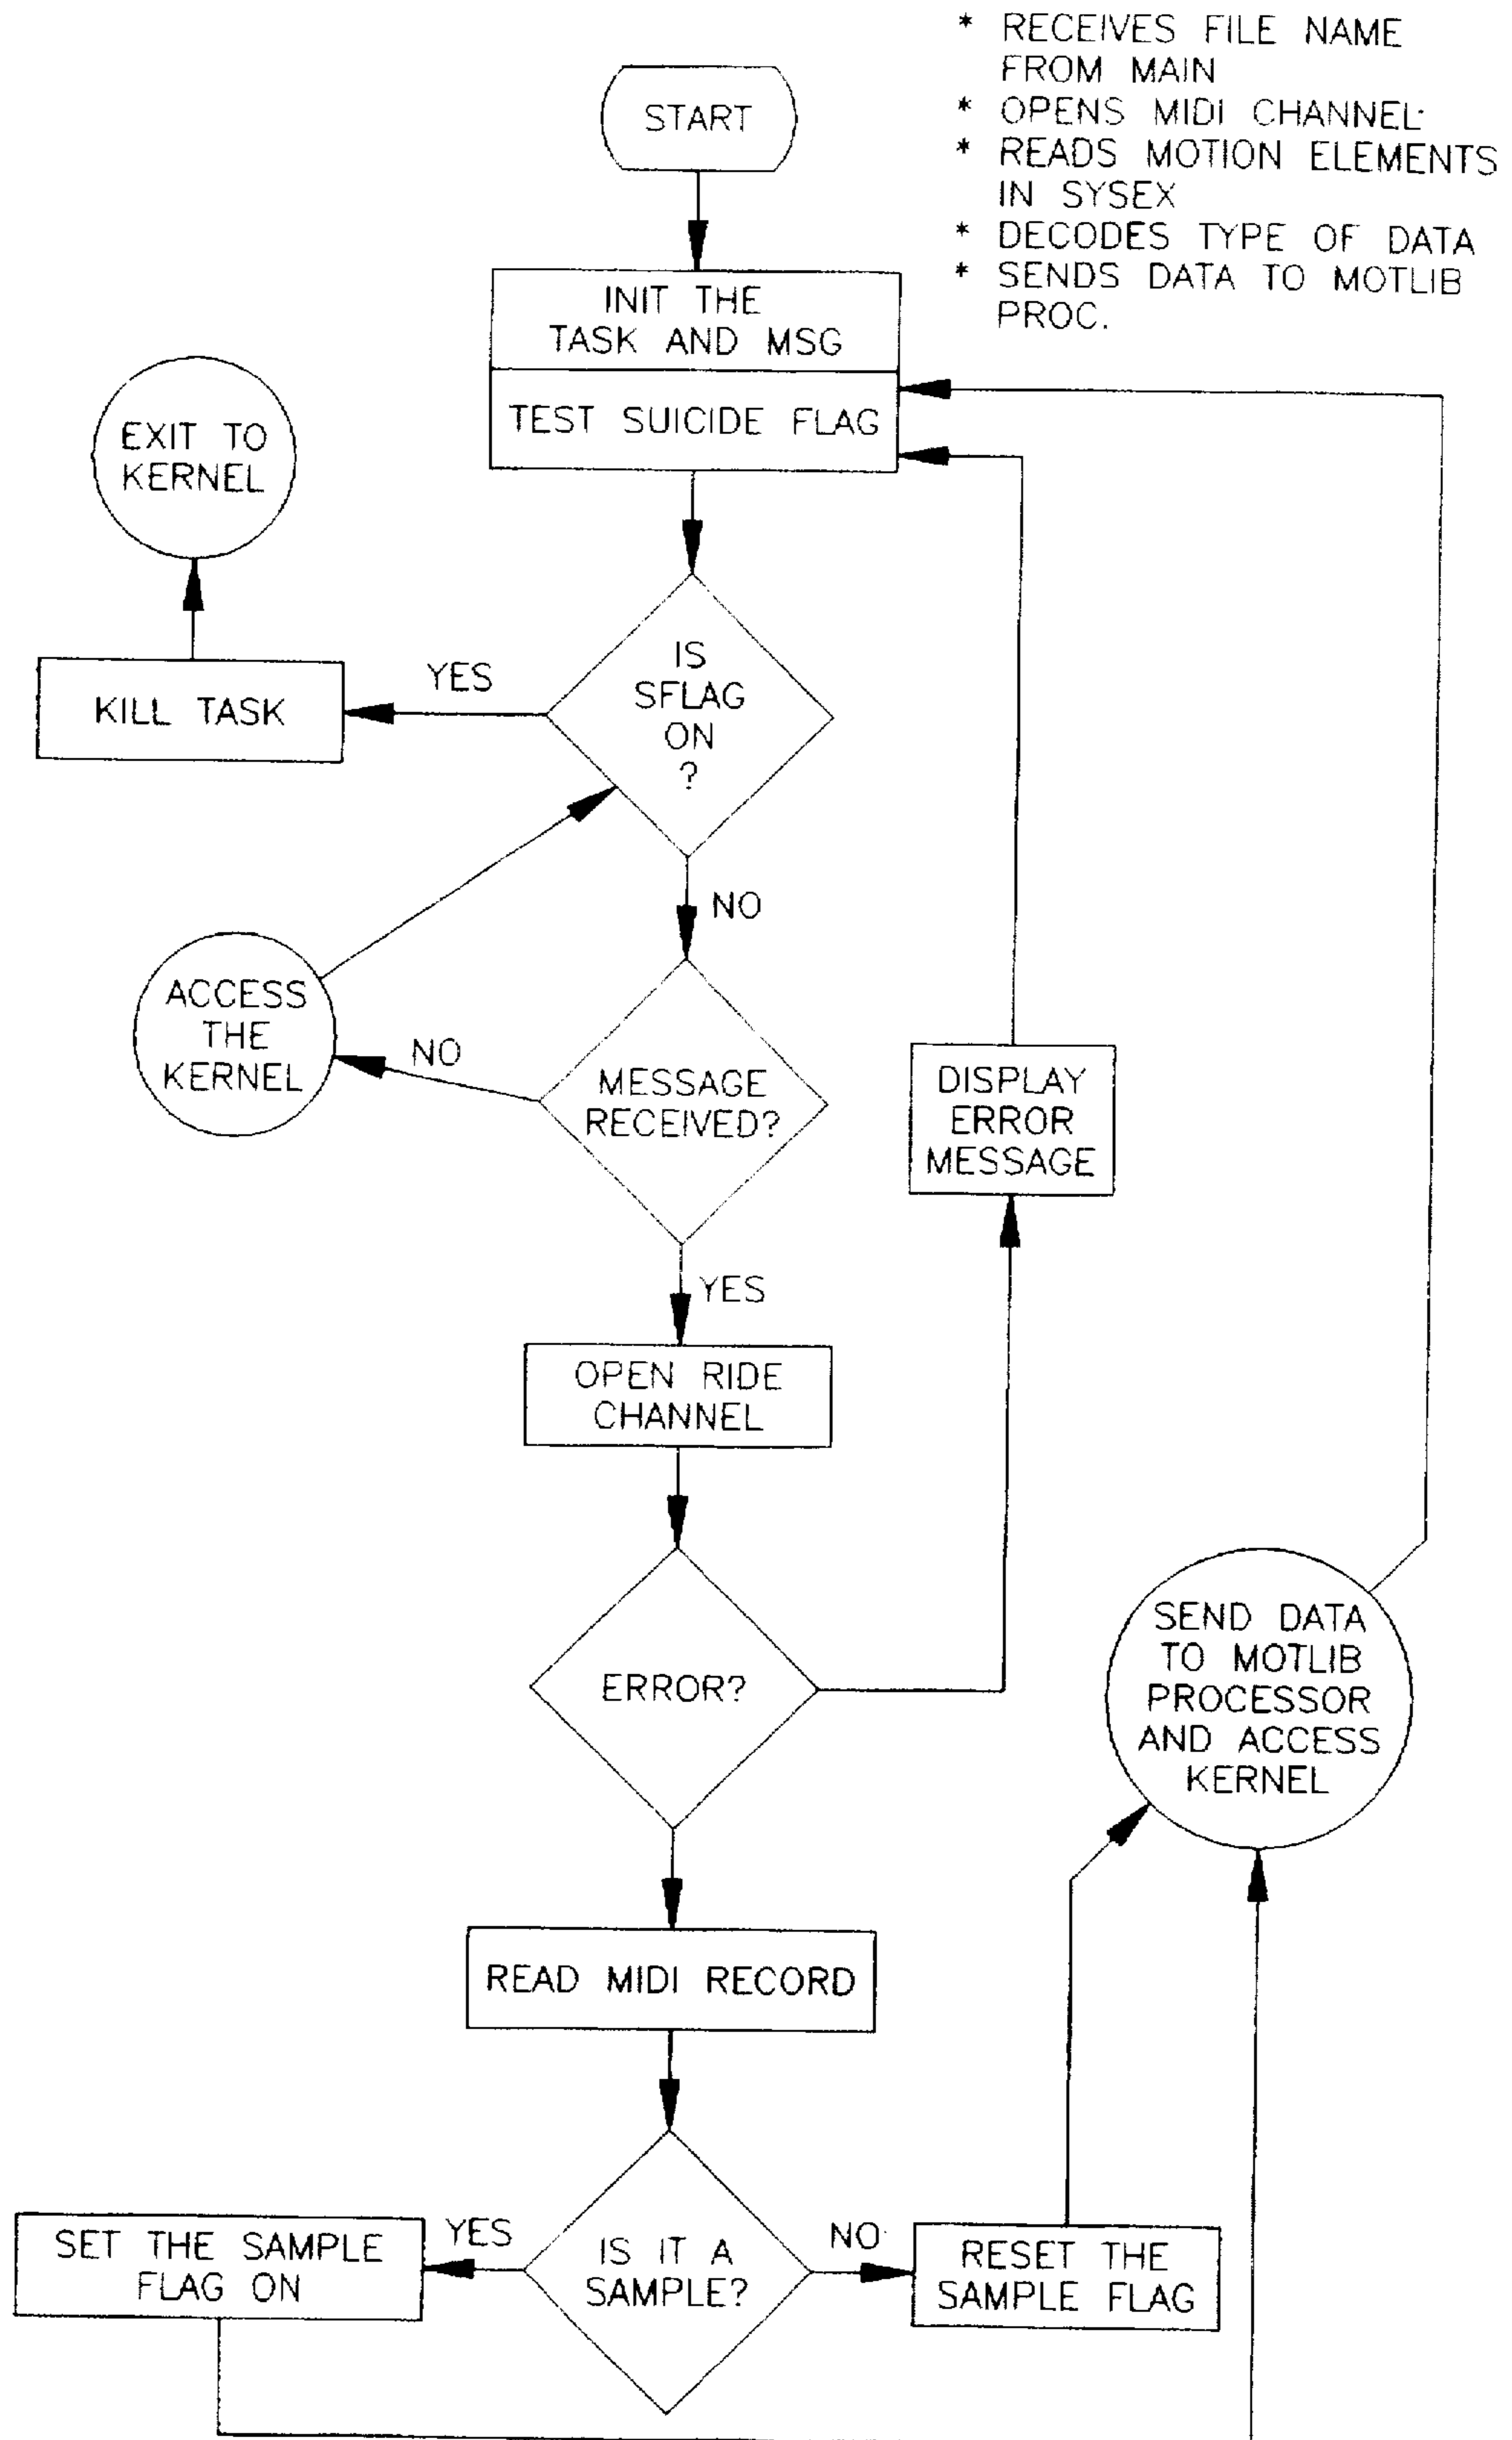 * RECEIVES FILE NAME
FROM MAIN
* OPENS MIDI CHANNEL
* READS MOTION ELEMENTS
IN SYSEX
* DECODES TYPE OF DATA
* SENDS DATA TO MOTLIB
PROC.
START
INIT THE
TASK AND MSG
TEST SUICIDE FLAG
EXIT TO
KERNEL
KILL TASK
YES
IS
SFLAG
ON
?
NO
ACCESS
THE
KERNEL
NO
MESSAGE
RECEIVED?
DISPLAY
ERROR
MESSAGE
YES
OPEN RIDE
CHANNEL
ERROR?
SEND DATA
TO MOTLIB
PROCESSOR
AND ACCESS
KERNEL
READ MIDI RECORD
SET THE SAMPLE
FLAG ON
YES
IS IT A
SAMPLE?
NO
RESET THE
SAMPLE FLAG